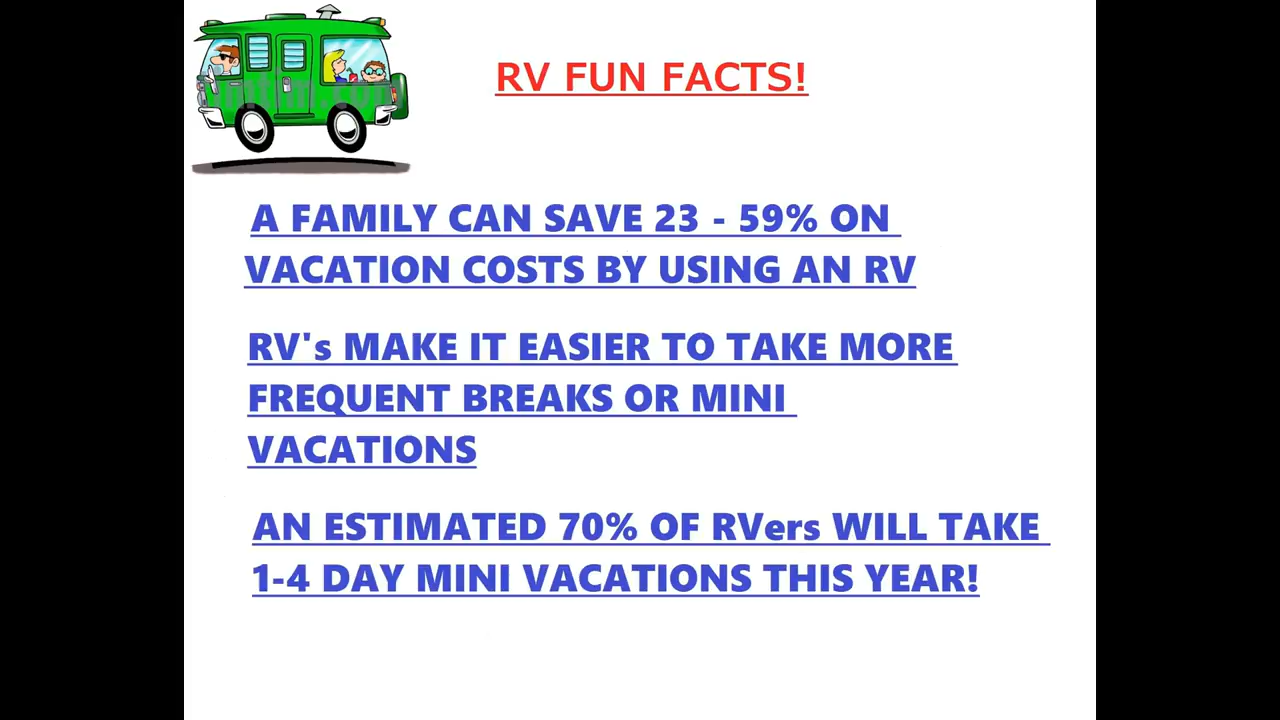 RV FUN FACTS!
A FAMILY CAN SAVE 23 - 59% ON
VACATION COSTS BY USING AN RV
RV's MAKE IT EASIER TO TAKE MORE
FREQUENT BREAKS OR MINI
VACATIONS
AN ESTIMATED 70% OF RVers WILL TAKE
1-4 DAY MINI VACATIONS THIS YEAR!